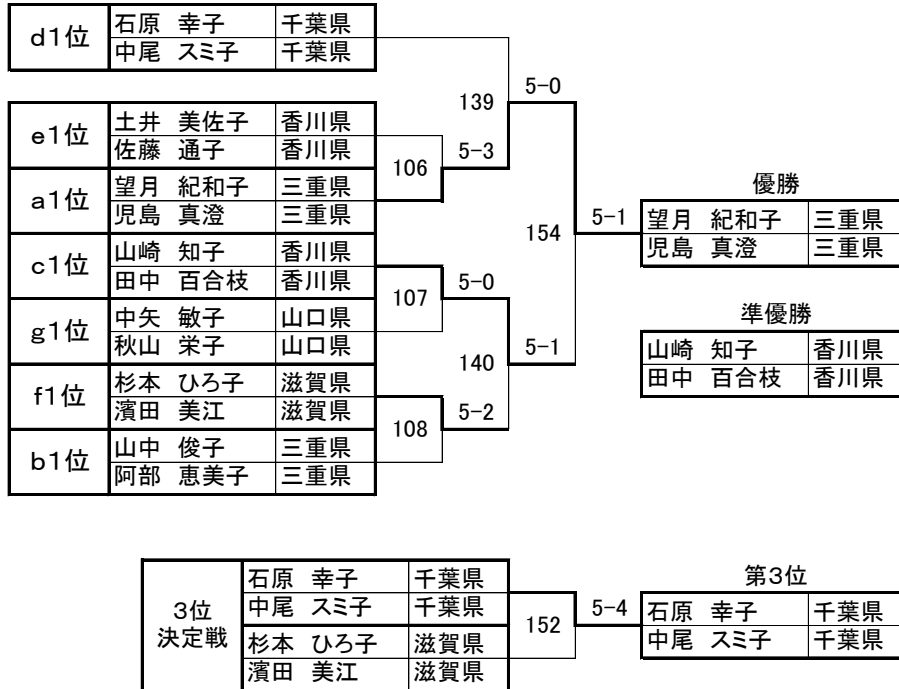 d1位 石原 幸子 千葉県
中尾 スミ子 千葉県
5-0
139
e1位 土井 美佐子 香川県
佐藤 通子 香川県
106 5-3
a1位 望月 紀和子 三重県
児島 真澄 三重県
優勝
154 5-1 望月 紀和子 三重県
児島 真澄 三重県
c1位 山崎 知子 香川県
田中 百合枝 香川県
107 5-0
g1位 中矢 敏子 山口県
秋山 栄子 山口県
準優勝
140 5-1 山崎 知子 香川県
田中 百合枝 香川県
f1位 杉本 ひろ子 滋賀県
濱田 美江 滋賀県
108 5-2
b1位 山中 俊子 三重県
阿部 恵美子 三重県
3位
決定戦
石原 幸子 千葉県
中尾 スミ子 千葉県
杉本 ひろ子 滋賀県
濱田 美江 滋賀県
152 5-4
第3位
石原 幸子 千葉県
中尾 スミ子 千葉県